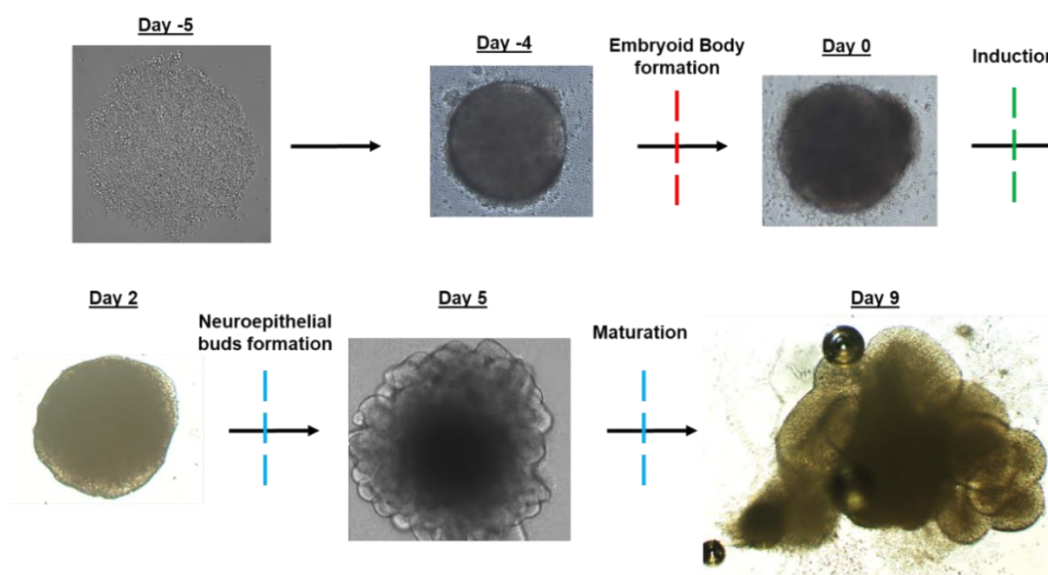 Day -5
Day -4
Embryoid Body
formation
Day 0
Induction
Day 2
Neuroepithelial
buds formation
Day 5
Maturation
Day 9